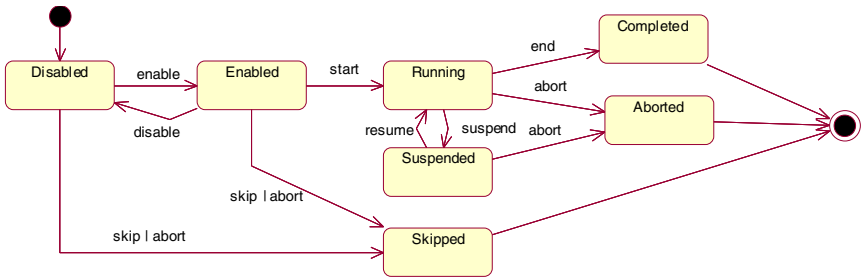 Completed
end
Disabled
enable
Enabled
start
Running
abort
Aborted
disable
resume
suspend
abort
Suspended
skip | abort
skip | abort
Skipped